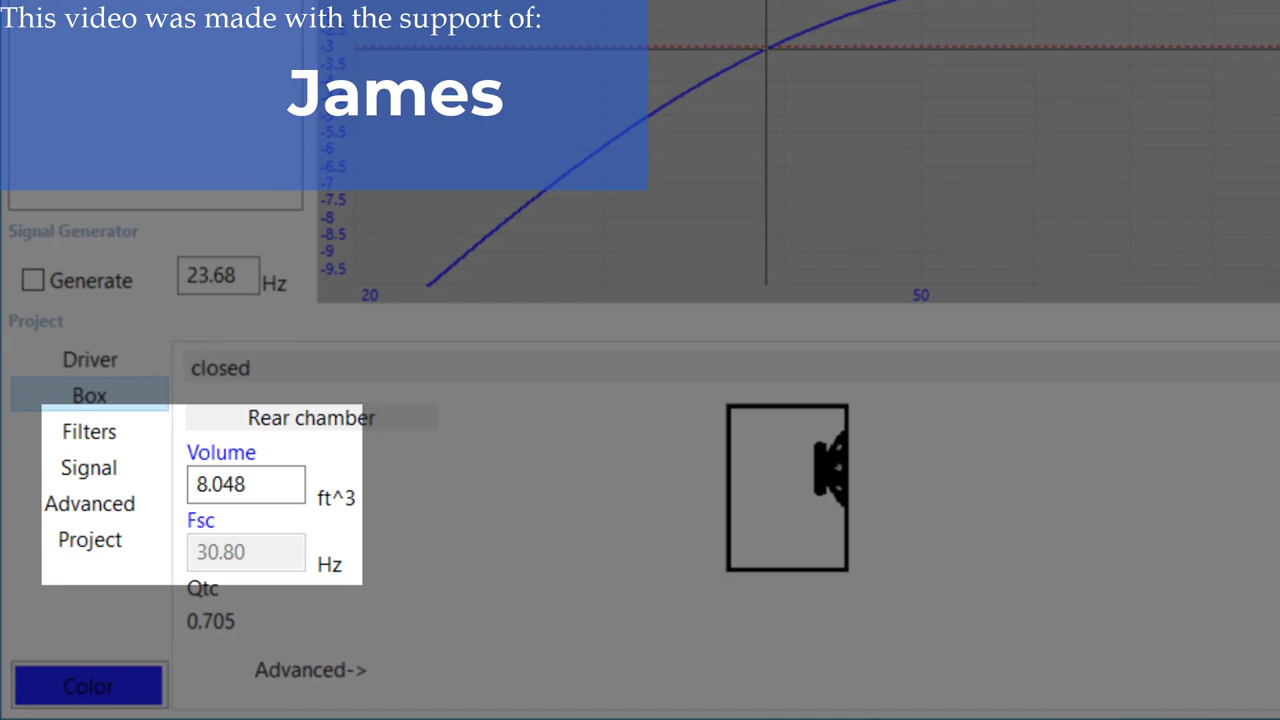 This video was made with the support of:
James
-2.5
-3
-3.5
-5.5
-6
-6.5
-7
-7.5
-8
-8.5
-9
-9.5
20
50
Signal Generator
Generate
23.68
Hz
Project
Driver
Box
Filters
Signal
Advanced
Project
Color
closed
Rear chamber
Volume
8.048
ft^3
Fsc
30.80
Hz
Qtc
0.705
Advanced->